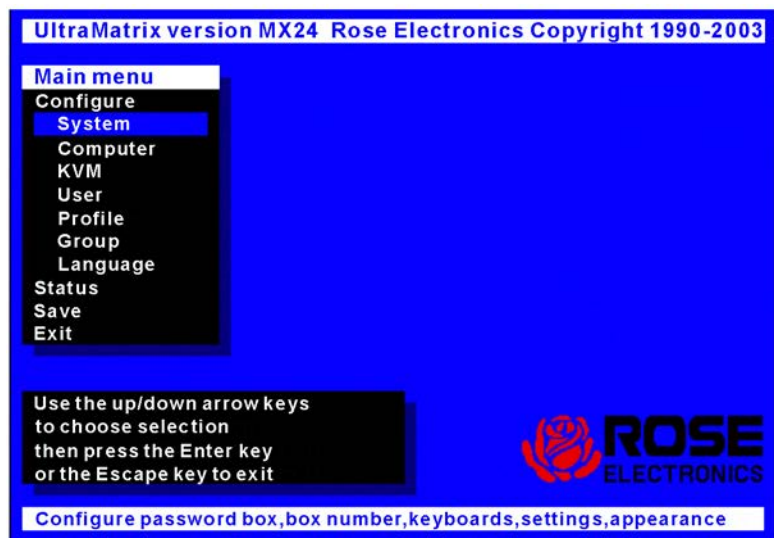 UltraMatrix version MX24 Rose Electronics Copyright 1990-2003
Main menu
Configure
System
Computer
KVM
User
Profile
Group
Language
Status
Save
Exit
Use the up/down arrow keys
to choose selection
then press the Enter key
or the Escape key to exit
ROSE
ELECTRONICS
Configure password box,box number,keyboards,settings,appearance